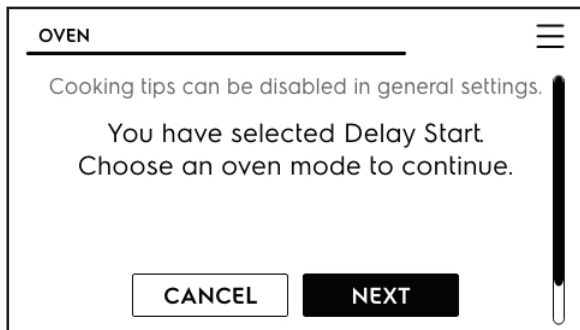 OVEN
Cooking tips can be disabled in general settings.
You have selected Delay Start.
Choose an oven mode to continue.
CANCEL
NEXT